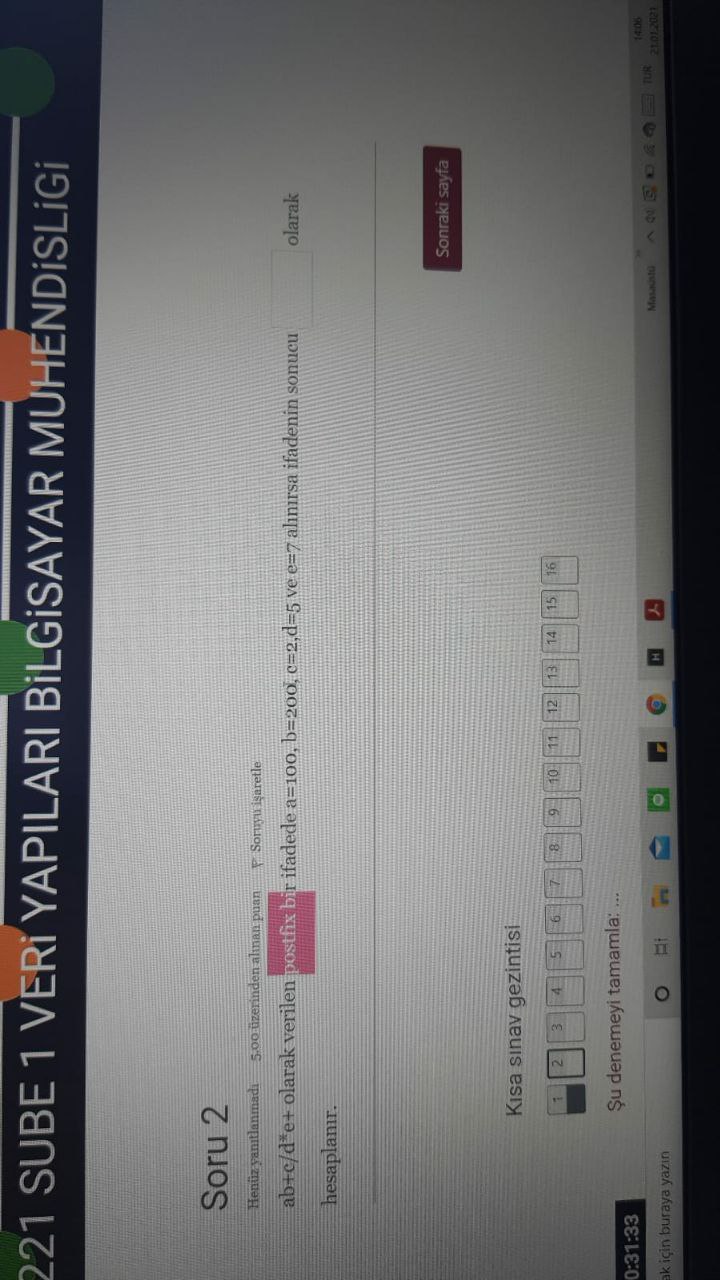 221 SUBE 1 VERİ YAPILARI BİLGİSAYAR MUHENDİSLİGİ
Soru 2
Henüz yanıtlanmadı 5,00 üzerinden alınan puan Soruyu işaretle
ab+c/d*e+ olarak verilen postfix bir ifadede a=100, b=200, c=2,d=5 ve e=7 alınırsa ifadenin sonucu olarak
hesaplanır.
Sonraki sayfa
Kısa sınav gezintisi
1 2 3 4 5 6 7 8 9 10 11 12 13 14 15 16
Şu denemeyi tamamla: ...
0:31:33
ak için buraya yazın
H
Masaüstü
TUR
14:06
21.01.2021